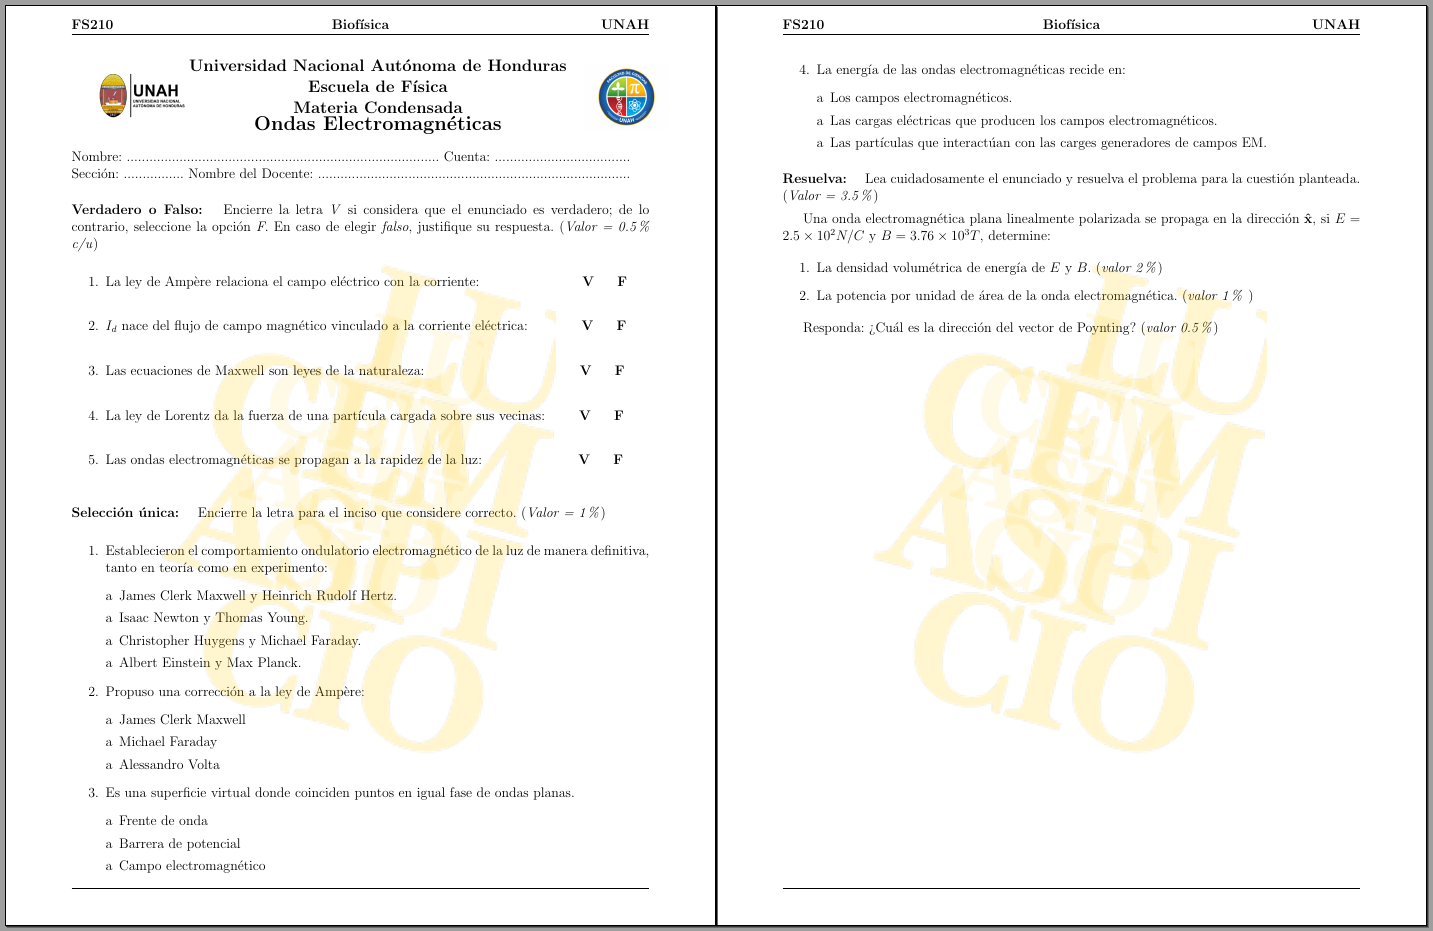 FS210 Biofísica UNAH
UNAH
UNIVERSIDAD NACIONAL
AUTÓNOMA DE HONDURAS
Universidad Nacional Autónoma de Honduras
Escuela de Física
Materia Condensada
Ondas Electromagnéticas
Nombre: ................................................................................... Cuenta: ....................................
Sección: ................ Nombre del Docente: ...................................................................................
Verdadero o Falso: Encierre la letra V si considera que el enunciado es verdadero; de lo
contrario, seleccione la opción F. En caso de elegir falso, justifique su respuesta. (Valor = 0.5 %
c/u)
1. La ley de Ampère relaciona el campo eléctrico con la corriente: V F
2. I_d nace del flujo de campo magnético vinculado a la corriente eléctrica: V F
3. Las ecuaciones de Maxwell son leyes de la naturaleza: V F
4. La ley de Lorentz da la fuerza de una partícula cargada sobre sus vecinas: V F
5. Las ondas electromagnéticas se propagan a la rapidez de la luz: V F
Selección única: Encierre la letra para el inciso que considere correcto. (Valor = 1 %)
1. Establecieron el comportamiento ondulatorio electromagnético de la luz de manera definitiva,
tanto en teoría como en experimento:
a James Clerk Maxwell y Heinrich Rudolf Hertz.
a Isaac Newton y Thomas Young.
a Christopher Huygens y Michael Faraday.
a Albert Einstein y Max Planck.
2. Propuso una corrección a la ley de Ampère:
a James Clerk Maxwell
a Michael Faraday
a Alessandro Volta
3. Es una superficie virtual donde coinciden puntos en igual fase de ondas planas.
a Frente de onda
a Barrera de potencial
a Campo electromagnético
LU
CEM
ASPI
CIO
FS210 Biofísica UNAH
4. La energía de las ondas electromagnéticas recide en:
a Los campos electromagnéticos.
a Las cargas eléctricas que producen los campos electromagnéticos.
a Las partículas que interactúan con las carges generadores de campos EM.
Resuelva: Lea cuidadosamente el enunciado y resuelva el problema para la cuestión planteada.
(Valor = 3.5 %)
Una onda electromagnética plana linealmente polarizada se propaga en la dirección x̂, si E =
2.5 × 10²N/C y B = 3.76 × 10³T, determine:
1. La densidad volumétrica de energía de E y B. (valor 2 %)
2. La potencia por unidad de área de la onda electromagnética. (valor 1 % )
Responda: ¿Cuál es la dirección del vector de Poynting? (valor 0.5 %)
LU
CEM
ASPI
CIO